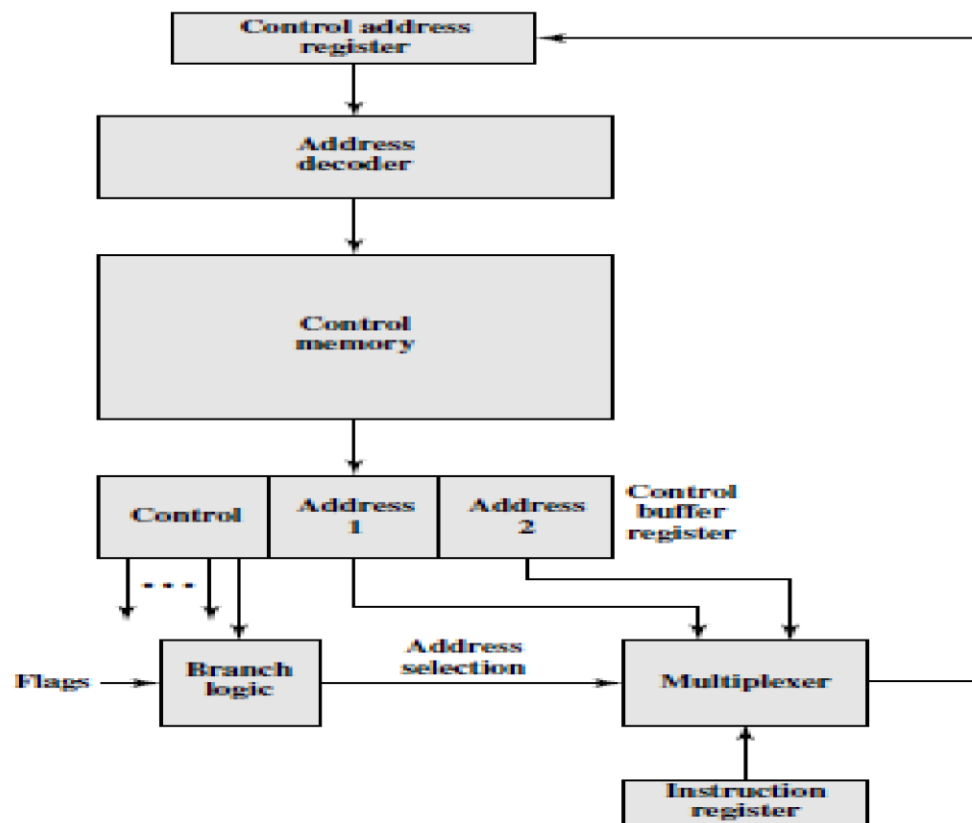 Control address
register
Address
decoder
Control
memory
Control
Address
1
Address
2
Control
buffer
register
. . .
Address
selection
Flags
Branch
logic
Multiplexer
Instruction
register